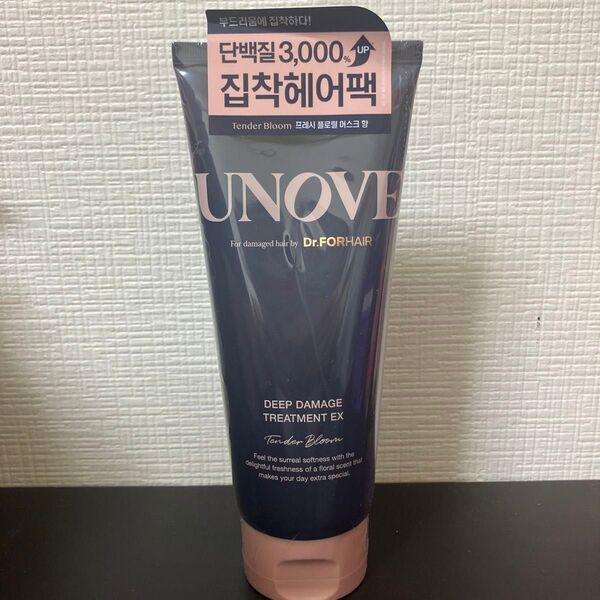 부드러움에 집착하다!
단백질 3,000% UP
집착헤어팩
Tender Bloom 프레시 플로럴 머스크 향
UNOVE
For damaged hair by Dr.FORHAIR
DEEP DAMAGE
TREATMENT EX
Tender Bloom
Feel the surreal softness with the
delightful freshness of a floral scent that
makes your day extra special.